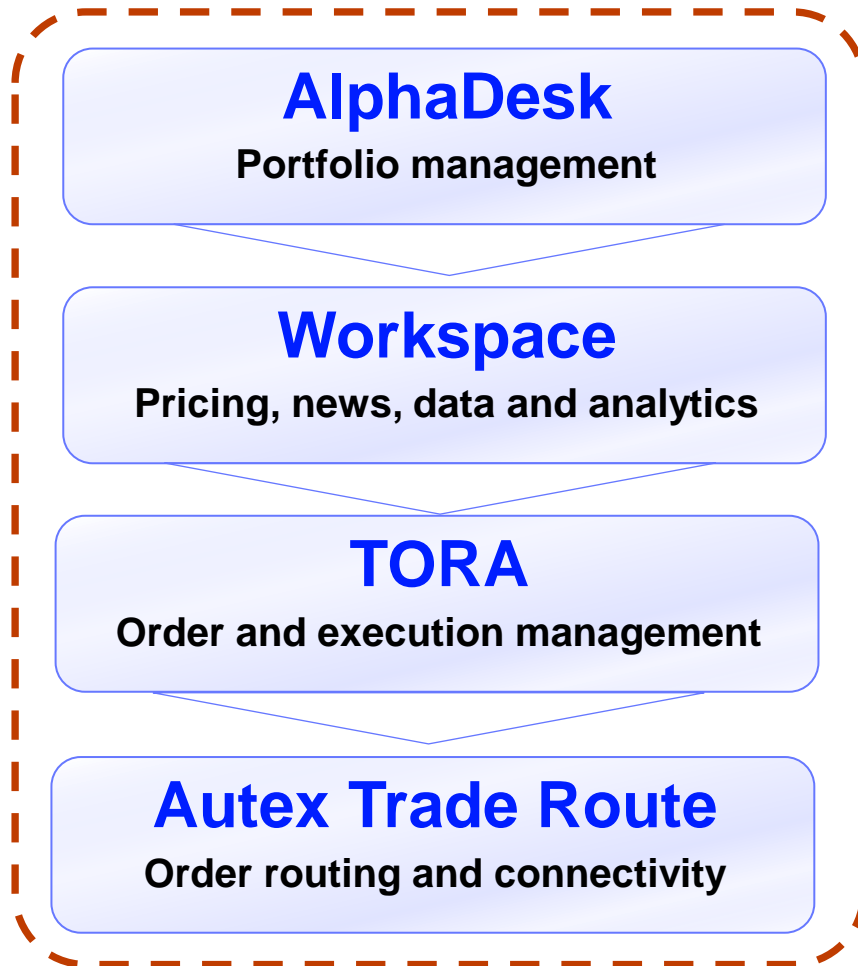 AlphaDesk
Portfolio management
Workspace
Pricing, news, data and analytics
TORA
Order and execution management
Autex Trade Route
Order routing and connectivity